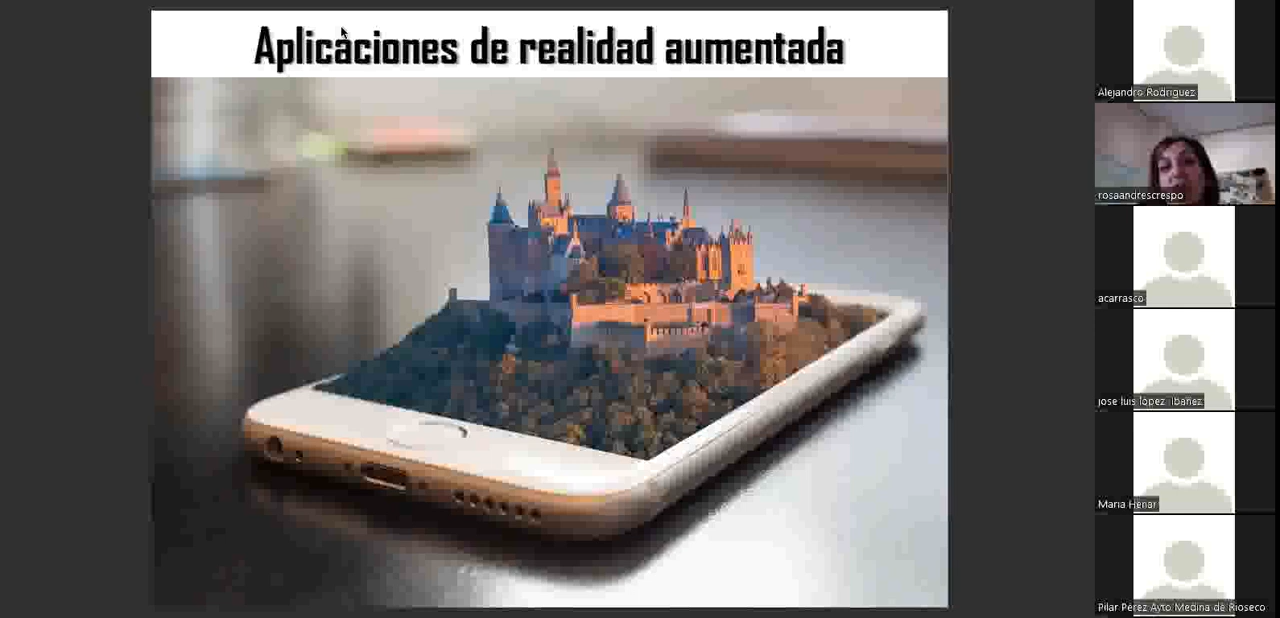 Aplicaciones de realidad aumentada
Alejandro Rodriguez
rosaandrescrespo
acarrasco
jose luis lopez ibañez
Maria Henar
Pilar Pérez Ayto Medina de Rioseco